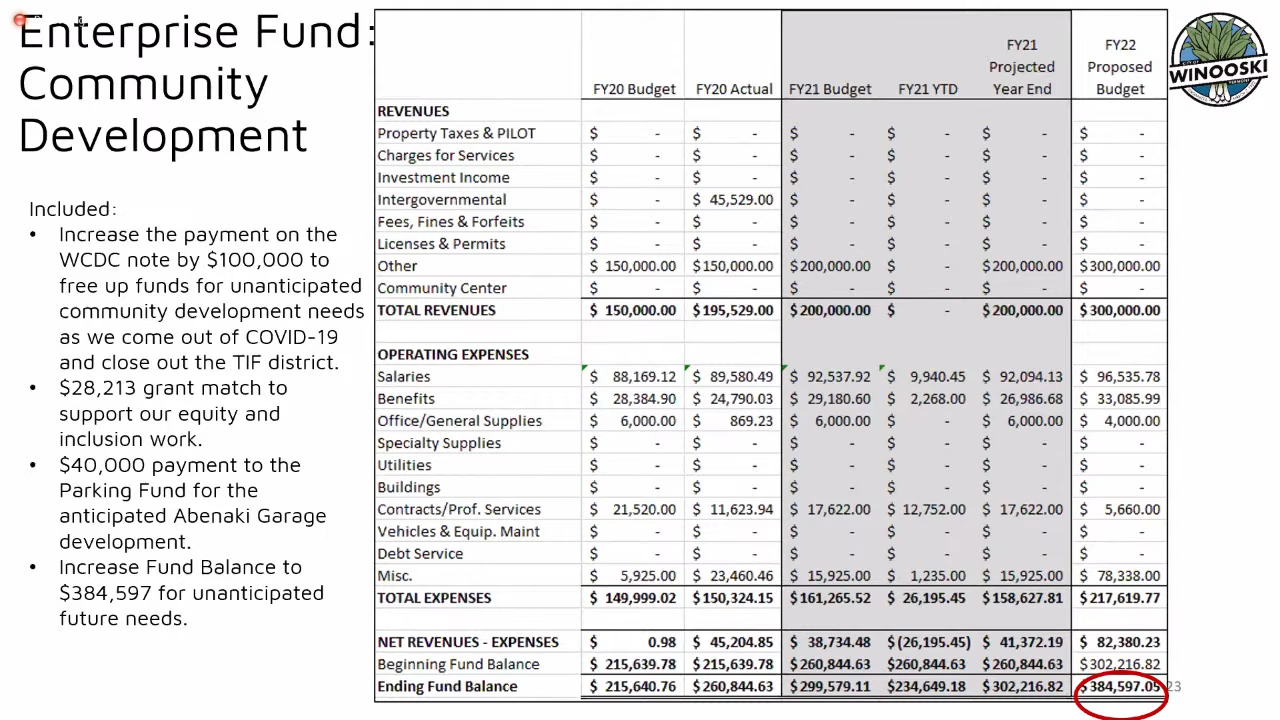 Enterprise Fund:
Community
Development
Included:
• Increase the payment on the
WCDC note by $100,000 to
free up funds for unanticipated
community development needs
as we come out of COVID-19
and close out the TIF district.
• $28,213 grant match to
support our equity and
inclusion work.
• $40,000 payment to the
Parking Fund for the
anticipated Abenaki Garage
development.
• Increase Fund Balance to
$384,597 for unanticipated
future needs.
FY20 Budget FY20 Actual FY21 Budget FY21 YTD FY21 Projected Year End FY22 Proposed Budget
REVENUES
Property Taxes & PILOT $ - $ - $ - $ - $ - $ -
Charges for Services $ - $ - $ - $ - $ - $ -
Investment Income $ - $ - $ - $ - $ - $ -
Intergovernmental $ - $ 45,529.00 $ - $ - $ - $ -
Fees, Fines & Forfeits $ - $ - $ - $ - $ - $ -
Licenses & Permits $ - $ - $ - $ - $ - $ -
Other $ 150,000.00 $150,000.00 $200,000.00 $ - $200,000.00 $300,000.00
Community Center $ - $ - $ - $ - $ - $ -
TOTAL REVENUES $ 150,000.00 $195,529.00 $200,000.00 $ - $200,000.00 $300,000.00
OPERATING EXPENSES
Salaries $ 88,169.12 $ 89,580.49 $ 92,537.92 $ 9,940.45 $ 92,094.13 $ 96,535.78
Benefits $ 28,384.90 $ 24,790.03 $ 29,180.60 $ 2,268.00 $ 26,986.68 $ 33,085.99
Office/General Supplies $ 6,000.00 $ 869.23 $ 6,000.00 $ - $ 6,000.00 $ 4,000.00
Specialty Supplies $ - $ - $ - $ - $ - $ -
Utilities $ - $ - $ - $ - $ - $ -
Buildings $ - $ - $ - $ - $ - $ -
Contracts/Prof. Services $ 21,520.00 $ 11,623.94 $ 17,622.00 $ 12,752.00 $ 17,622.00 $ 5,660.00
Vehicles & Equip. Maint $ - $ - $ - $ - $ - $ -
Debt Service $ - $ - $ - $ - $ - $ -
Misc. $ 5,925.00 $ 23,460.46 $ 15,925.00 $ 1,235.00 $ 15,925.00 $ 78,338.00
TOTAL EXPENSES $ 149,999.02 $150,324.15 $161,265.52 $ 26,195.45 $158,627.81 $217,619.77
NET REVENUES - EXPENSES $ 0.98 $ 45,204.85 $ 38,734.48 $(26,195.45) $ 41,372.19 $ 82,380.23
Beginning Fund Balance $ 215,639.78 $215,639.78 $260,844.63 $260,844.63 $260,844.63 $302,216.82
Ending Fund Balance $ 215,640.76 $260,844.63 $299,579.11 $234,649.18 $ 302,216.82 $384,597.05
23
WINOOSKI